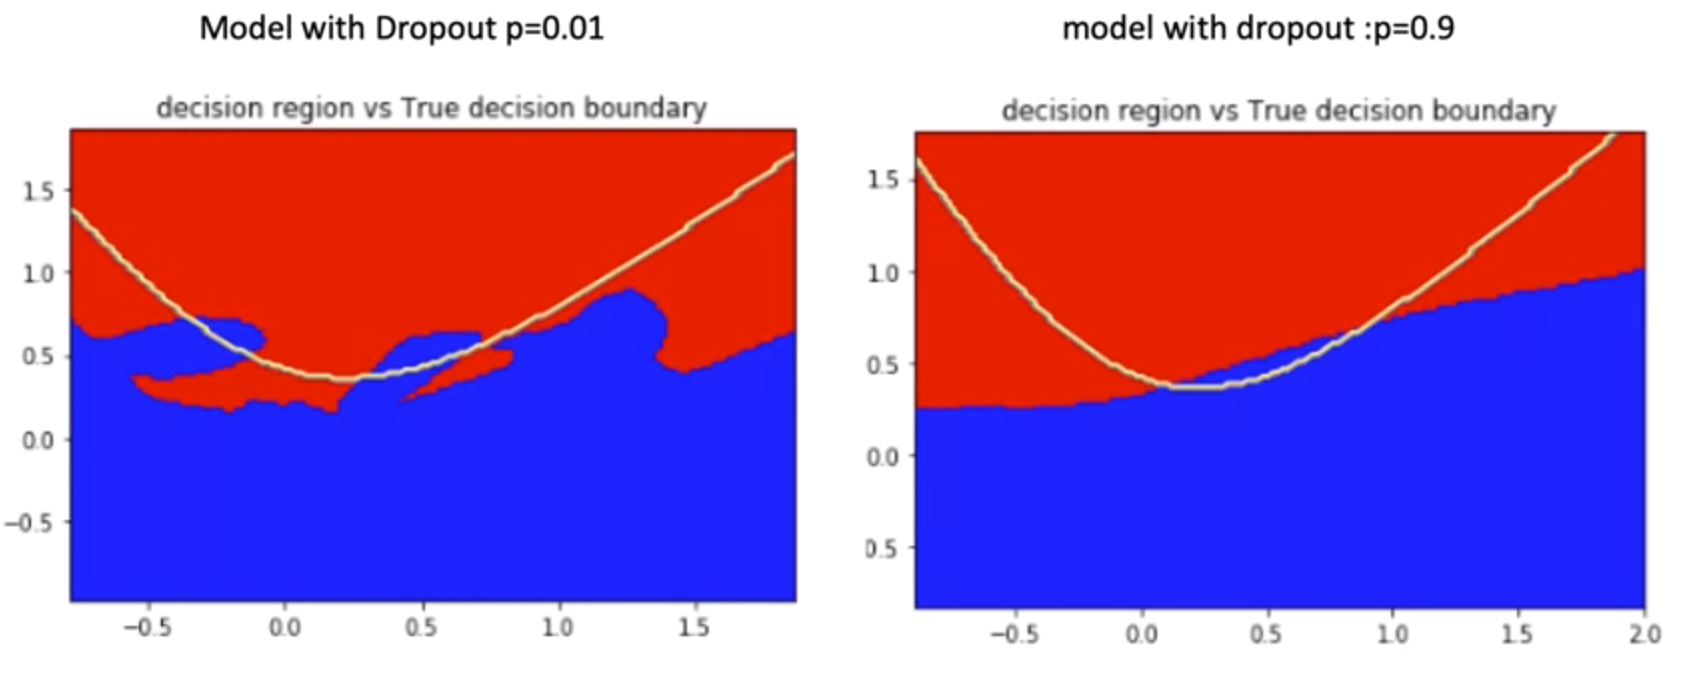 Model with Dropout p=0.01
decision region vs True decision boundary
1.5
1.0
0.5
0.0
−0.5
−0.5 0.0 0.5 1.0 1.5
model with dropout :p=0.9
decision region vs True decision boundary
1.5
1.0
0.5
0.0
0.5
−0.5 0.0 0.5 1.0 1.5 2.0